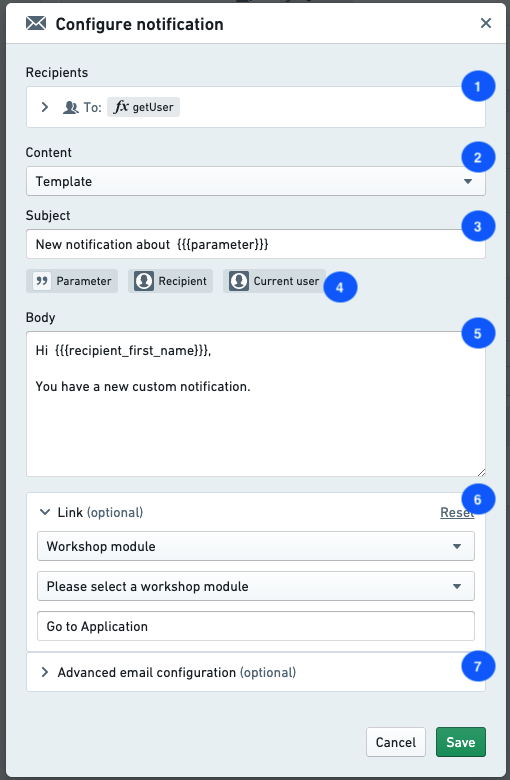 Configure notification
Recipients
1
To: fx getUser
Content
2
Template
Subject
3
New notification about {{{parameter}}}
Parameter Recipient Current user
4
Body
5
Hi {{{recipient_first_name}}},
You have a new custom notification.
6
Link (optional) Reset
Workshop module
Please select a workshop module
Go to Application
7
Advanced email configuration (optional)
Cancel Save